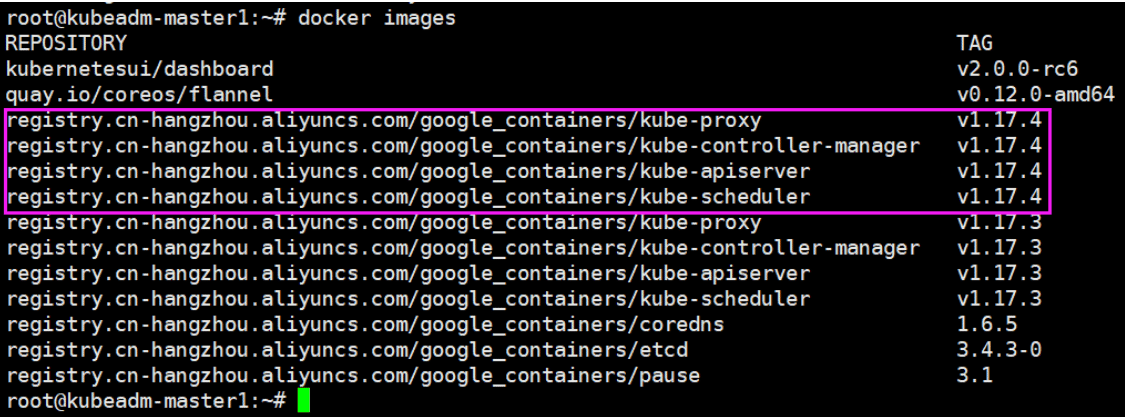 root@kubeadm-master1:~# docker images
REPOSITORY TAG
kubernetesui/dashboard v2.0.0-rc6
quay.io/coreos/flannel v0.12.0-amd64
registry.cn-hangzhou.aliyuncs.com/google_containers/kube-proxy v1.17.4
registry.cn-hangzhou.aliyuncs.com/google_containers/kube-controller-manager v1.17.4
registry.cn-hangzhou.aliyuncs.com/google_containers/kube-apiserver v1.17.4
registry.cn-hangzhou.aliyuncs.com/google_containers/kube-scheduler v1.17.4
registry.cn-hangzhou.aliyuncs.com/google_containers/kube-proxy v1.17.3
registry.cn-hangzhou.aliyuncs.com/google_containers/kube-controller-manager v1.17.3
registry.cn-hangzhou.aliyuncs.com/google_containers/kube-apiserver v1.17.3
registry.cn-hangzhou.aliyuncs.com/google_containers/kube-scheduler v1.17.3
registry.cn-hangzhou.aliyuncs.com/google_containers/coredns 1.6.5
registry.cn-hangzhou.aliyuncs.com/google_containers/etcd 3.4.3-0
registry.cn-hangzhou.aliyuncs.com/google_containers/pause 3.1
root@kubeadm-master1:~#